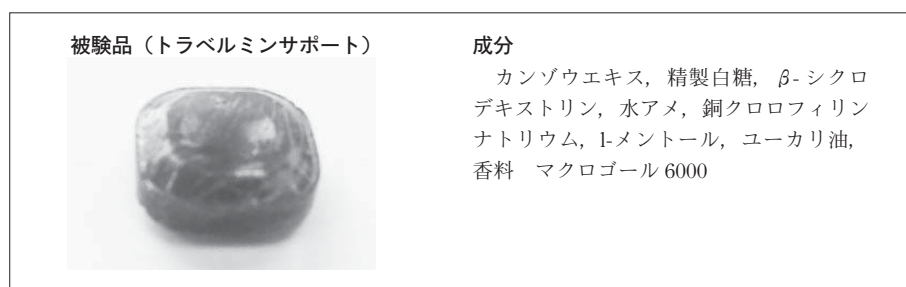 被験品（トラベルミンサポート）
成分
カンゾウエキス，精製白糖，β-シクロ
デキストリン，水アメ，銅クロロフィリン
ナトリウム，l-メントール，ユーカリ油，
香料　マクロゴール6000